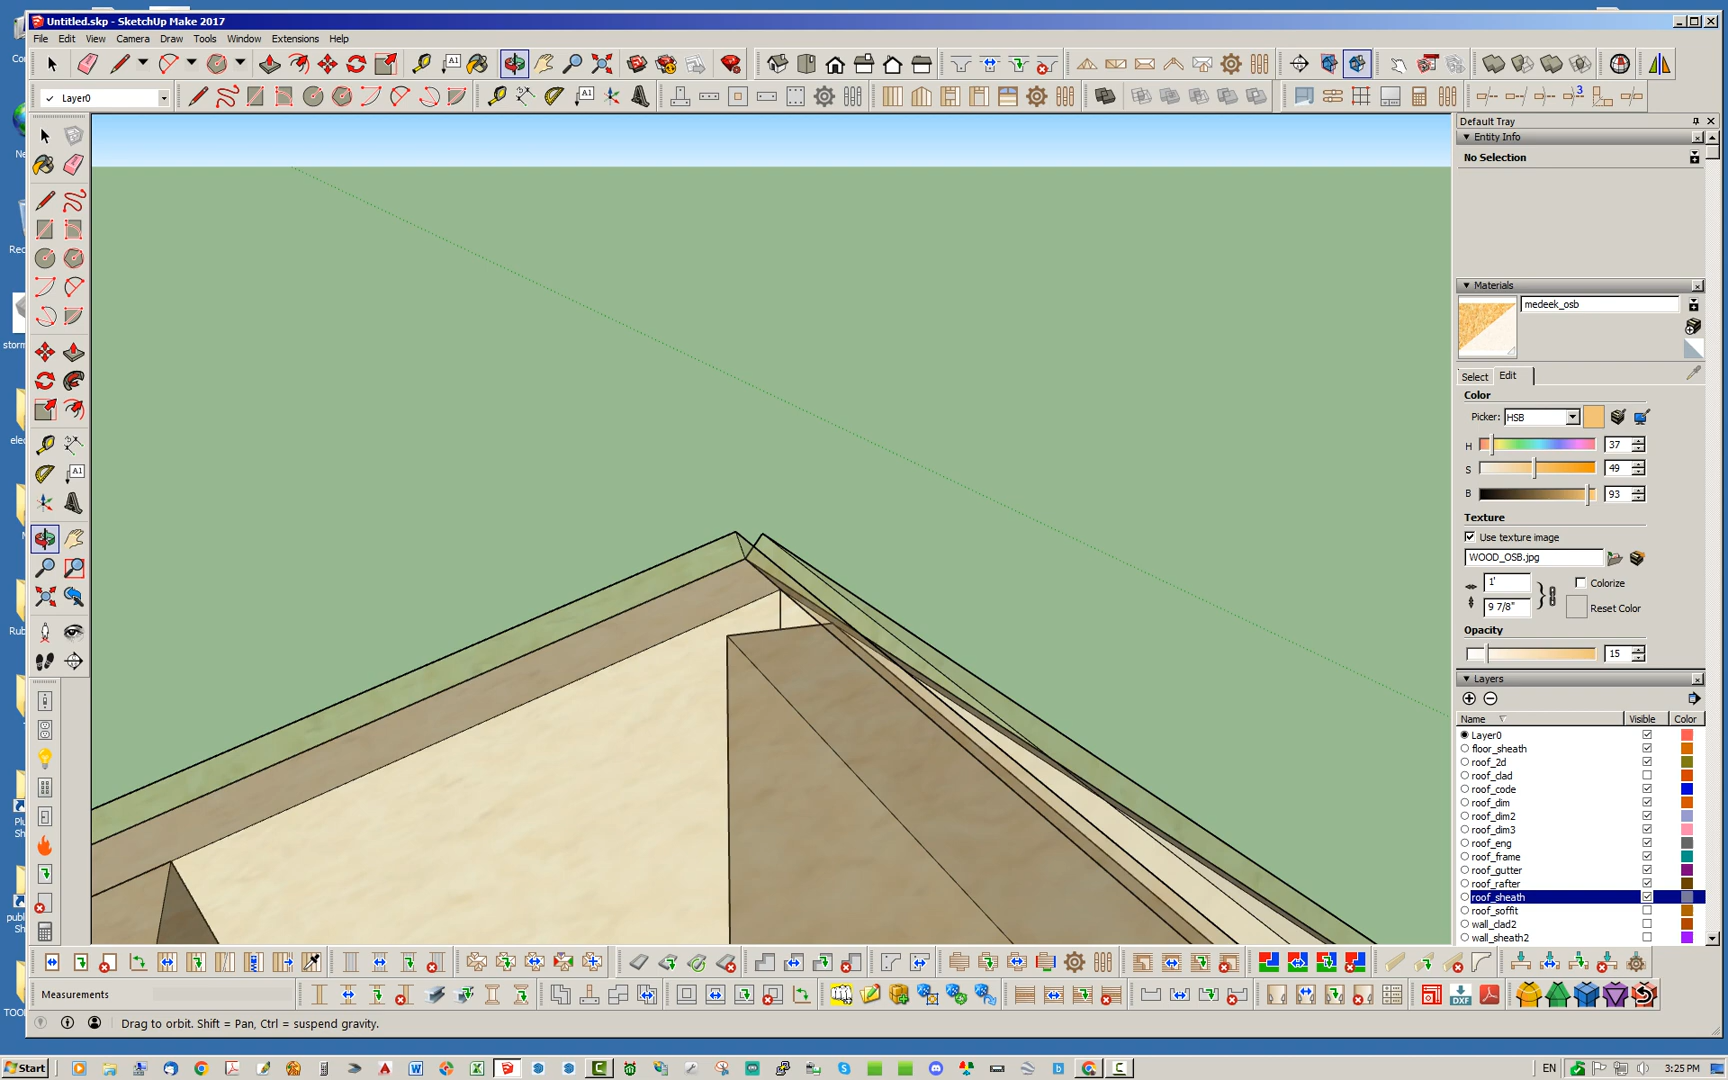 Untitled.skp - SketchUp Make 2017
File Edit View Camera Draw Tools Window Extensions Help
Layer0
Default Tray
Entity Info
No Selection
Materials
medeek_osb
Select Edit
Color
Picker: HSB
H 37
S 49
B 93
Texture
Use texture image
WOOD_OSB.jpg
1'
Colorize
9 7/8"
Reset Color
Opacity
15
Layers
Name Visible Color
Layer0
floor_sheath
roof_2d
roof_clad
roof_code
roof_dim
roof_dim2
roof_dim3
roof_eng
roof_frame
roof_gutter
roof_rafter
roof_sheath
roof_soffit
wall_clad2
wall_sheath2
Measurements
Drag to orbit. Shift = Pan, Ctrl = suspend gravity.
Start
EN
3:25 PM